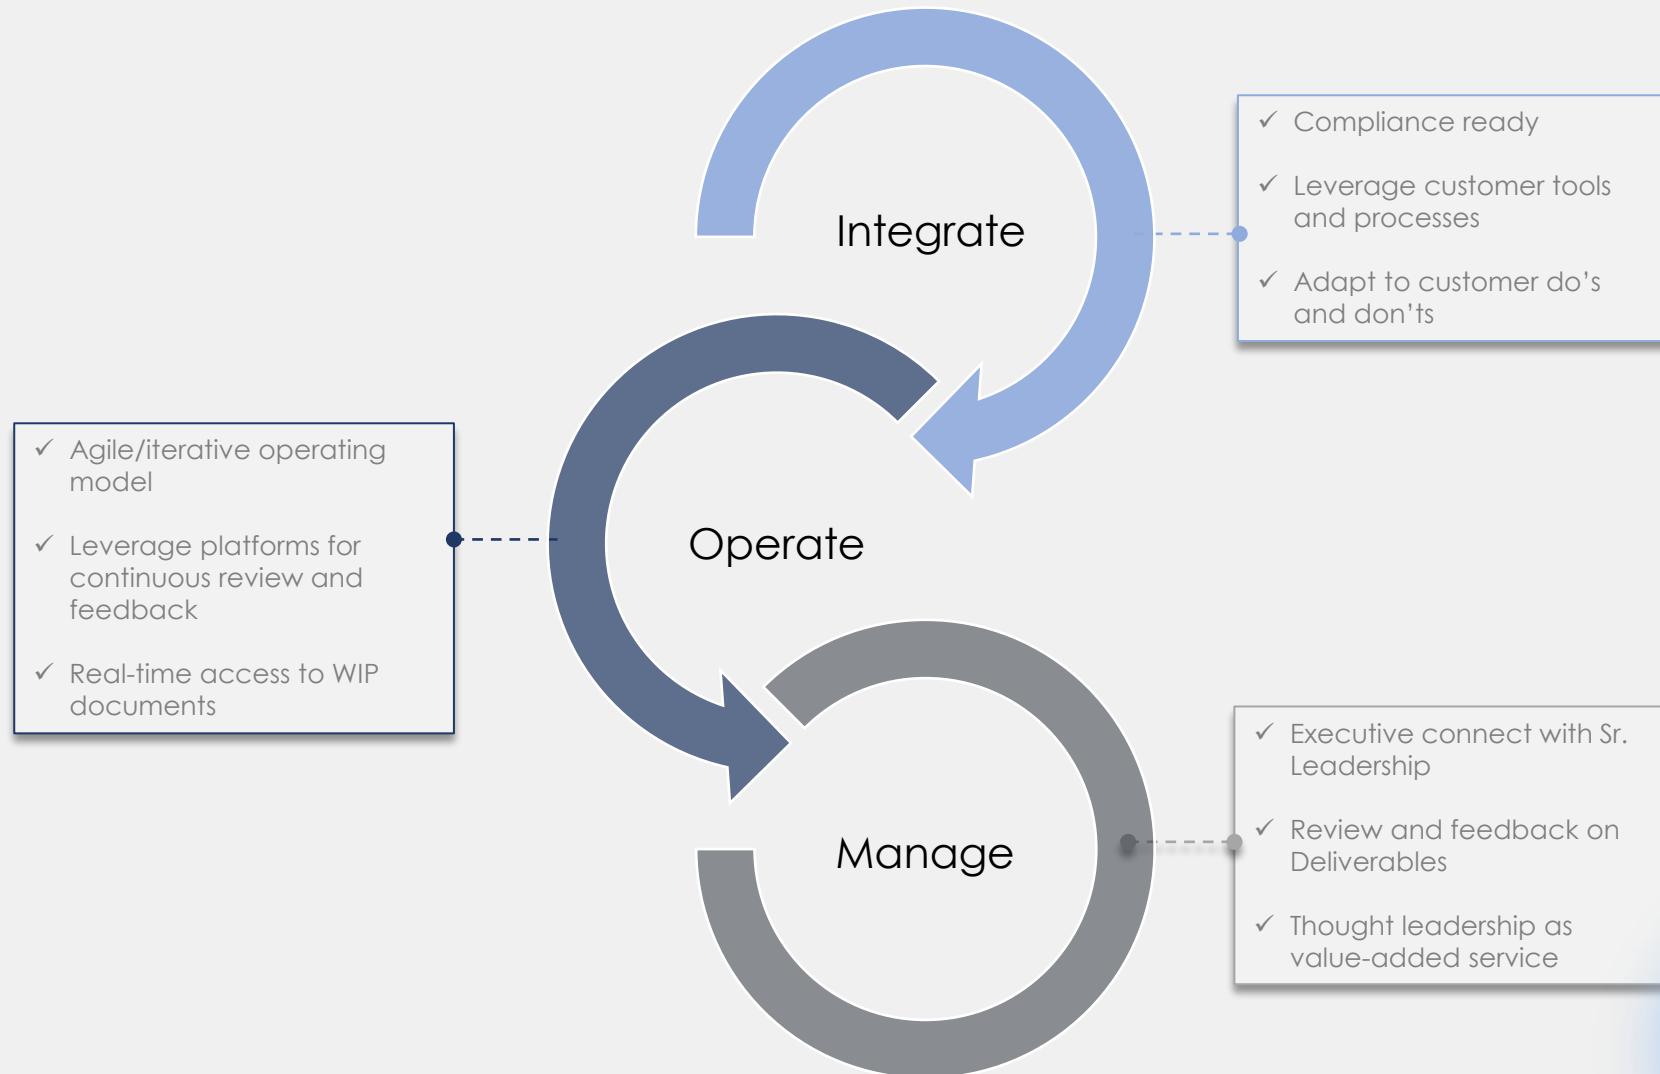 Integrate
✓ Compliance ready
✓ Leverage customer tools
and processes
✓ Adapt to customer do’s
and don’ts
Operate
✓ Agile/iterative operating
model
✓ Leverage platforms for
continuous review and
feedback
✓ Real-time access to WIP
documents
Manage
✓ Executive connect with Sr.
Leadership
✓ Review and feedback on
Deliverables
✓ Thought leadership as
value-added service